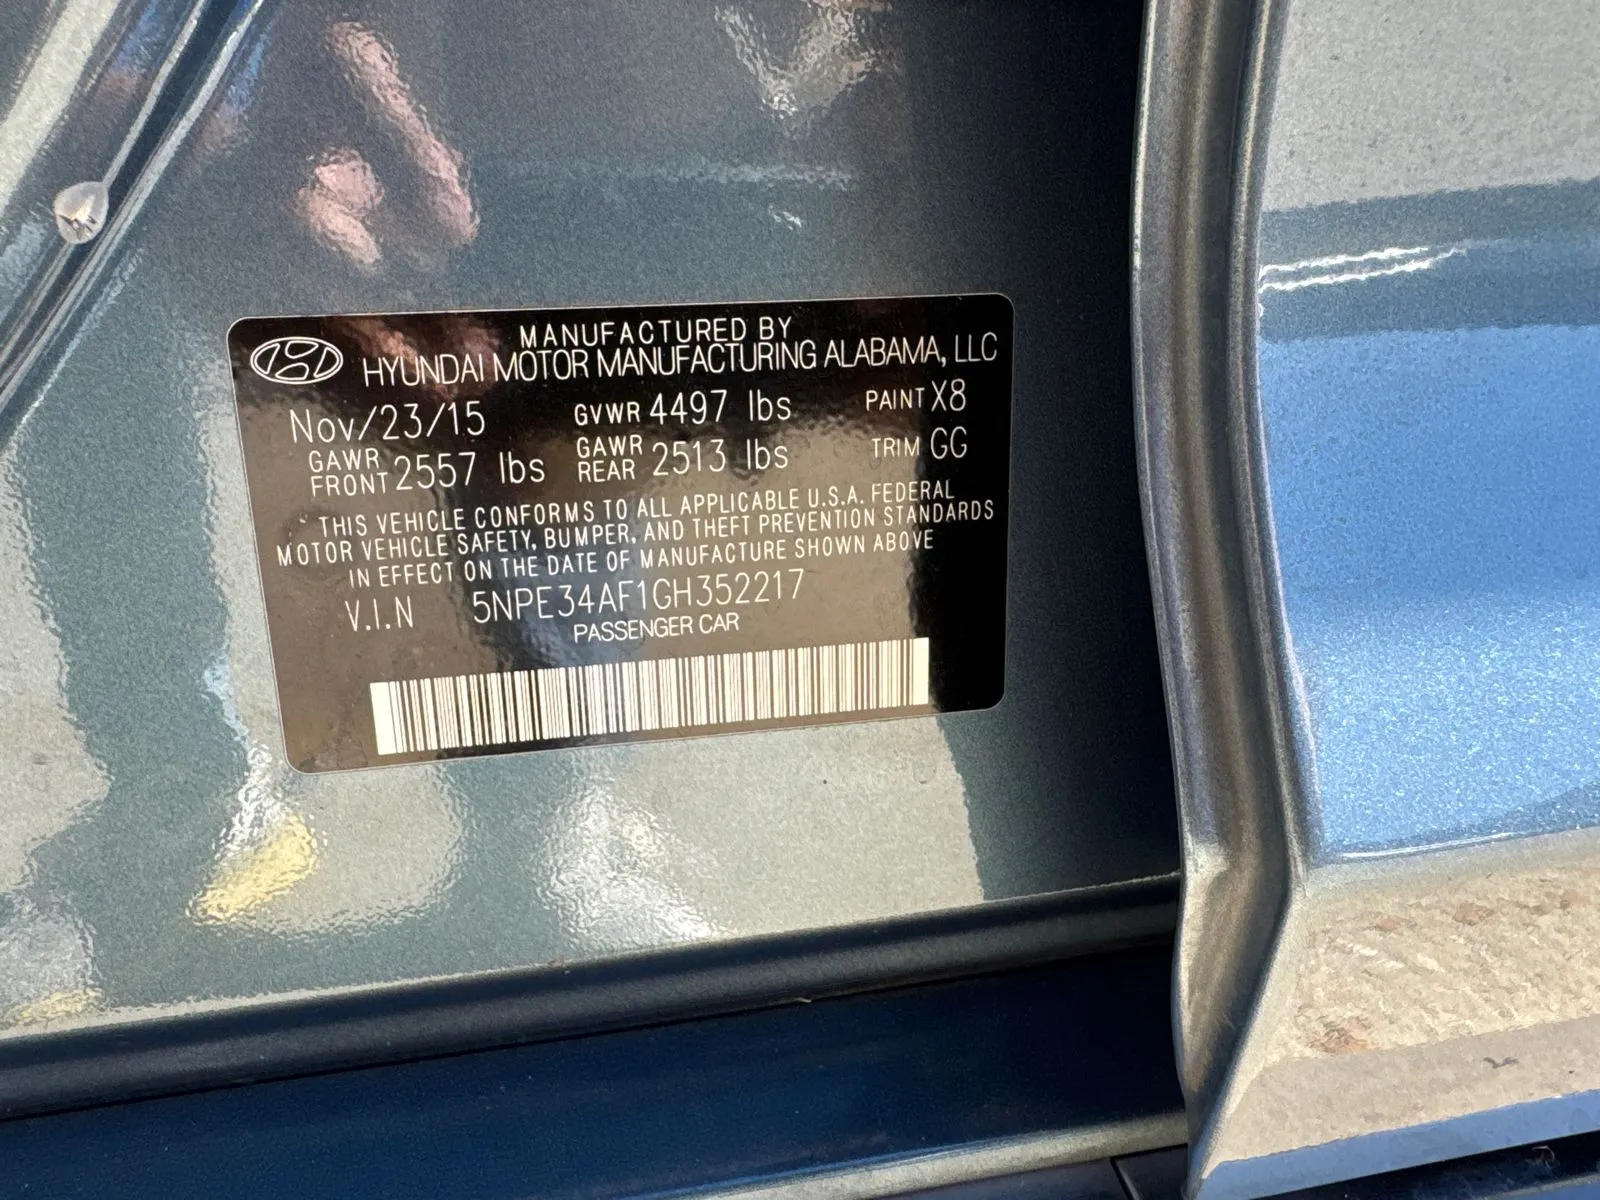 MANUFACTURED BY
HYUNDAI MOTOR MANUFACTURING ALABAMA, LLC
Nov/23/15 GVWR 4497 lbs PAINT X8
GAWR FRONT 2557 lbs GAWR REAR 2513 lbs TRIM GG
THIS VEHICLE CONFORMS TO ALL APPLICABLE U.S.A. FEDERAL
MOTOR VEHICLE SAFETY, BUMPER, AND THEFT PREVENTION STANDARDS
IN EFFECT ON THE DATE OF MANUFACTURE SHOWN ABOVE
V.I.N 5NPE34AF1GH352217
PASSENGER CAR